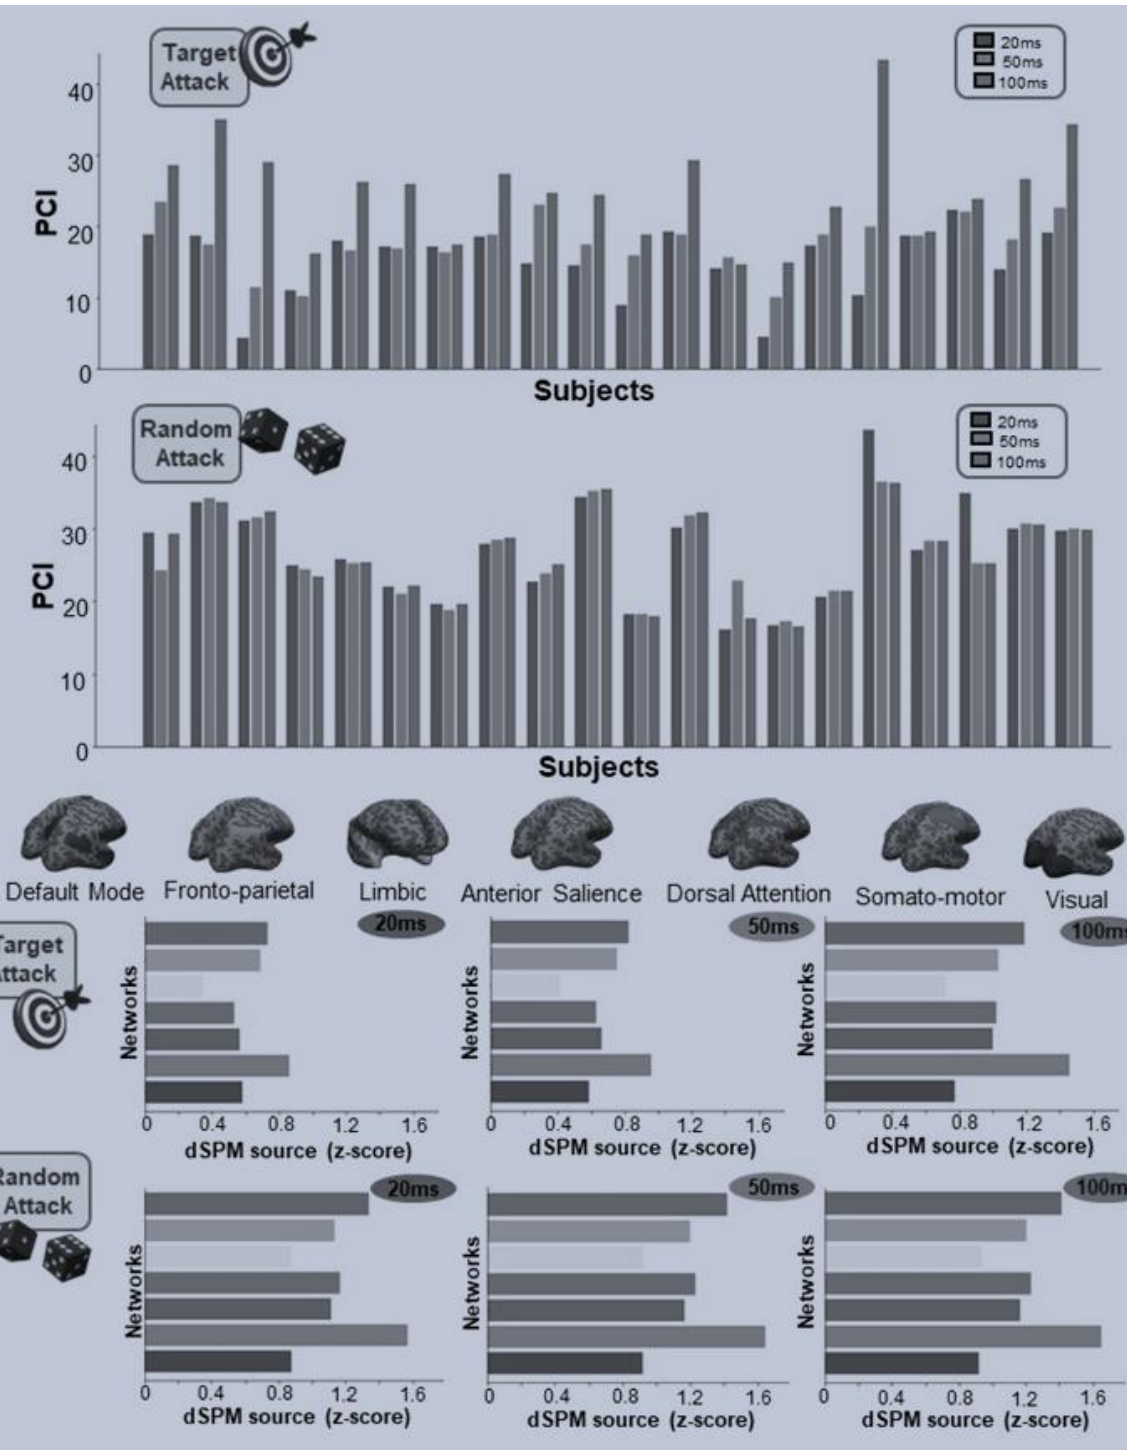 Target
Attack
20ms
50ms
100ms
40
30
20
10
0
PCI
Subjects
Random
Attack
20ms
50ms
100ms
40
30
20
10
0
PCI
Subjects
Default Mode
Fronto-parietal
Limbic
Anterior Salience
Dorsal Attention
Somato-motor
Visual
Target
Attack
20ms
Networks
0 0.4 0.8 1.2 1.6
dSPM source (z-score)
50ms
Networks
0 0.4 0.8 1.2 1.6
dSPM source (z-score)
100ms
Networks
0 0.4 0.8 1.2 1.6
dSPM source (z-score)
Random
Attack
20ms
Networks
0 0.4 0.8 1.2 1.6
dSPM source (z-score)
50ms
Networks
0 0.4 0.8 1.2 1.6
dSPM source (z-score)
100m
Networks
0 0.4 0.8 1.2 1.6
dSPM source (z-score)